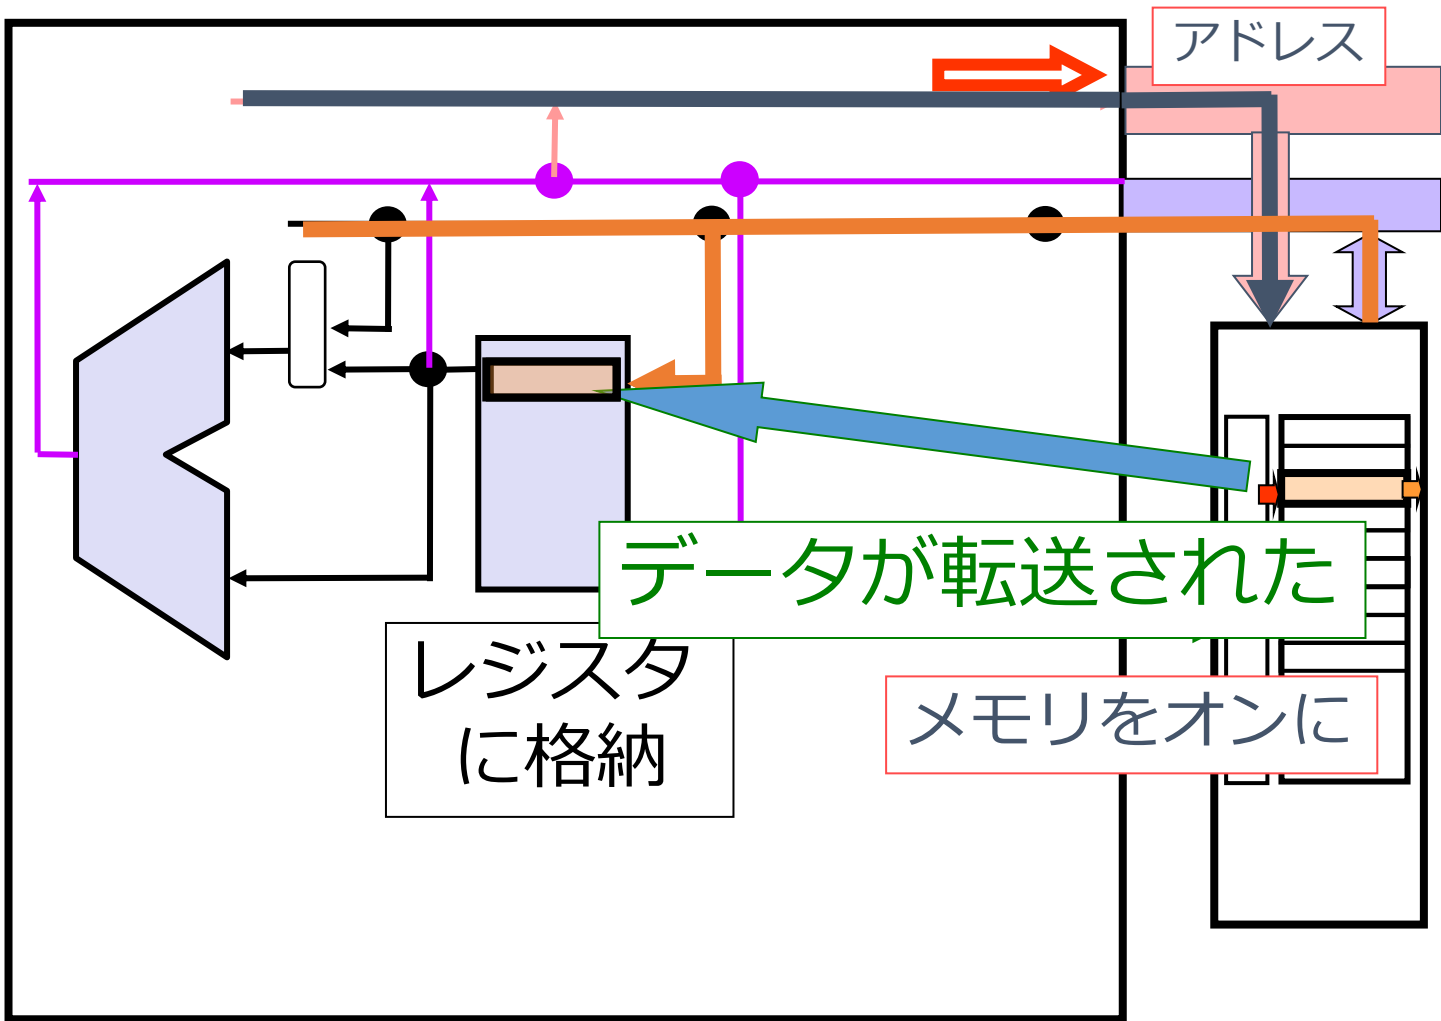 アドレス
データが転送された
レジスタ
に格納
メモリをオンに